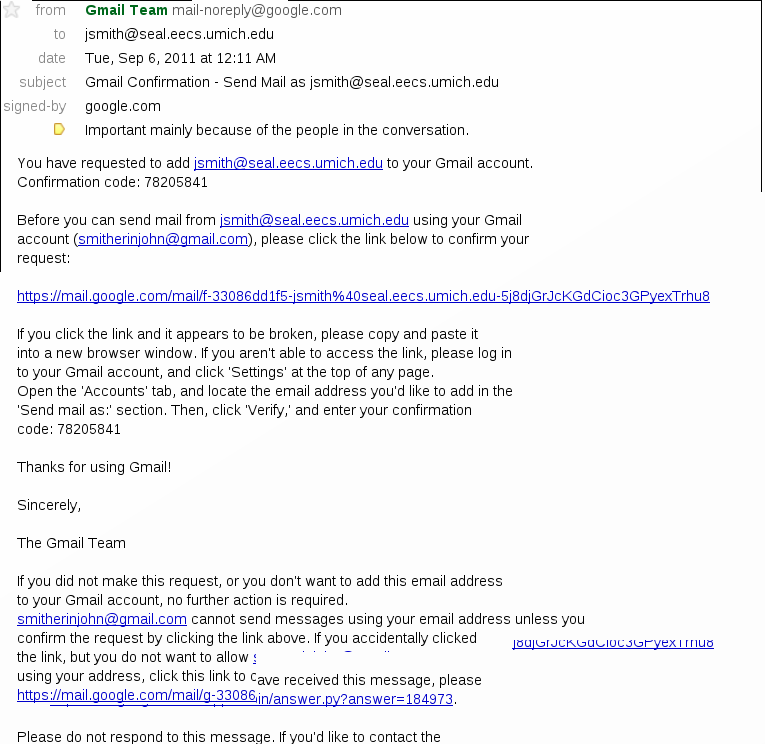 from Gmail Team mail-noreply@google.com
to jsmith@seal.eecs.umich.edu
date Tue, Sep 6, 2011 at 12:11 AM
subject Gmail Confirmation - Send Mail as jsmith@seal.eecs.umich.edu
signed-by google.com
Important mainly because of the people in the conversation.
You have requested to add jsmith@seal.eecs.umich.edu to your Gmail account.
Confirmation code: 78205841
Before you can send mail from jsmith@seal.eecs.umich.edu using your Gmail
account (smitherinjohn@gmail.com), please click the link below to confirm your
request:
https://mail.google.com/mail/f-33086dd1f5-jsmith%40seal.eecs.umich.edu-5j8djGrJcKGdCioc3GPyexTrhu8
If you click the link and it appears to be broken, please copy and paste it
into a new browser window. If you aren't able to access the link, please log in
to your Gmail account, and click 'Settings' at the top of any page.
Open the 'Accounts' tab, and locate the email address you'd like to add in the
'Send mail as:' section. Then, click 'Verify,' and enter your confirmation
code: 78205841
Thanks for using Gmail!
Sincerely,
The Gmail Team
If you did not make this request, or you don't want to add this email address
to your Gmail account, no further action is required.
smitherinjohn@gmail.com cannot send messages using your email address unless you
confirm the request by clicking the link above. If you accidentally clicked j8djGrJcKGdCioc3GPyexTrhu8
the link, but you do not want to allow
using your address, click this link to c
ave received this message, please
https://mail.google.com/mail/g-33086
in/answer.py?answer=184973.
Please do not respond to this message. If you'd like to contact the